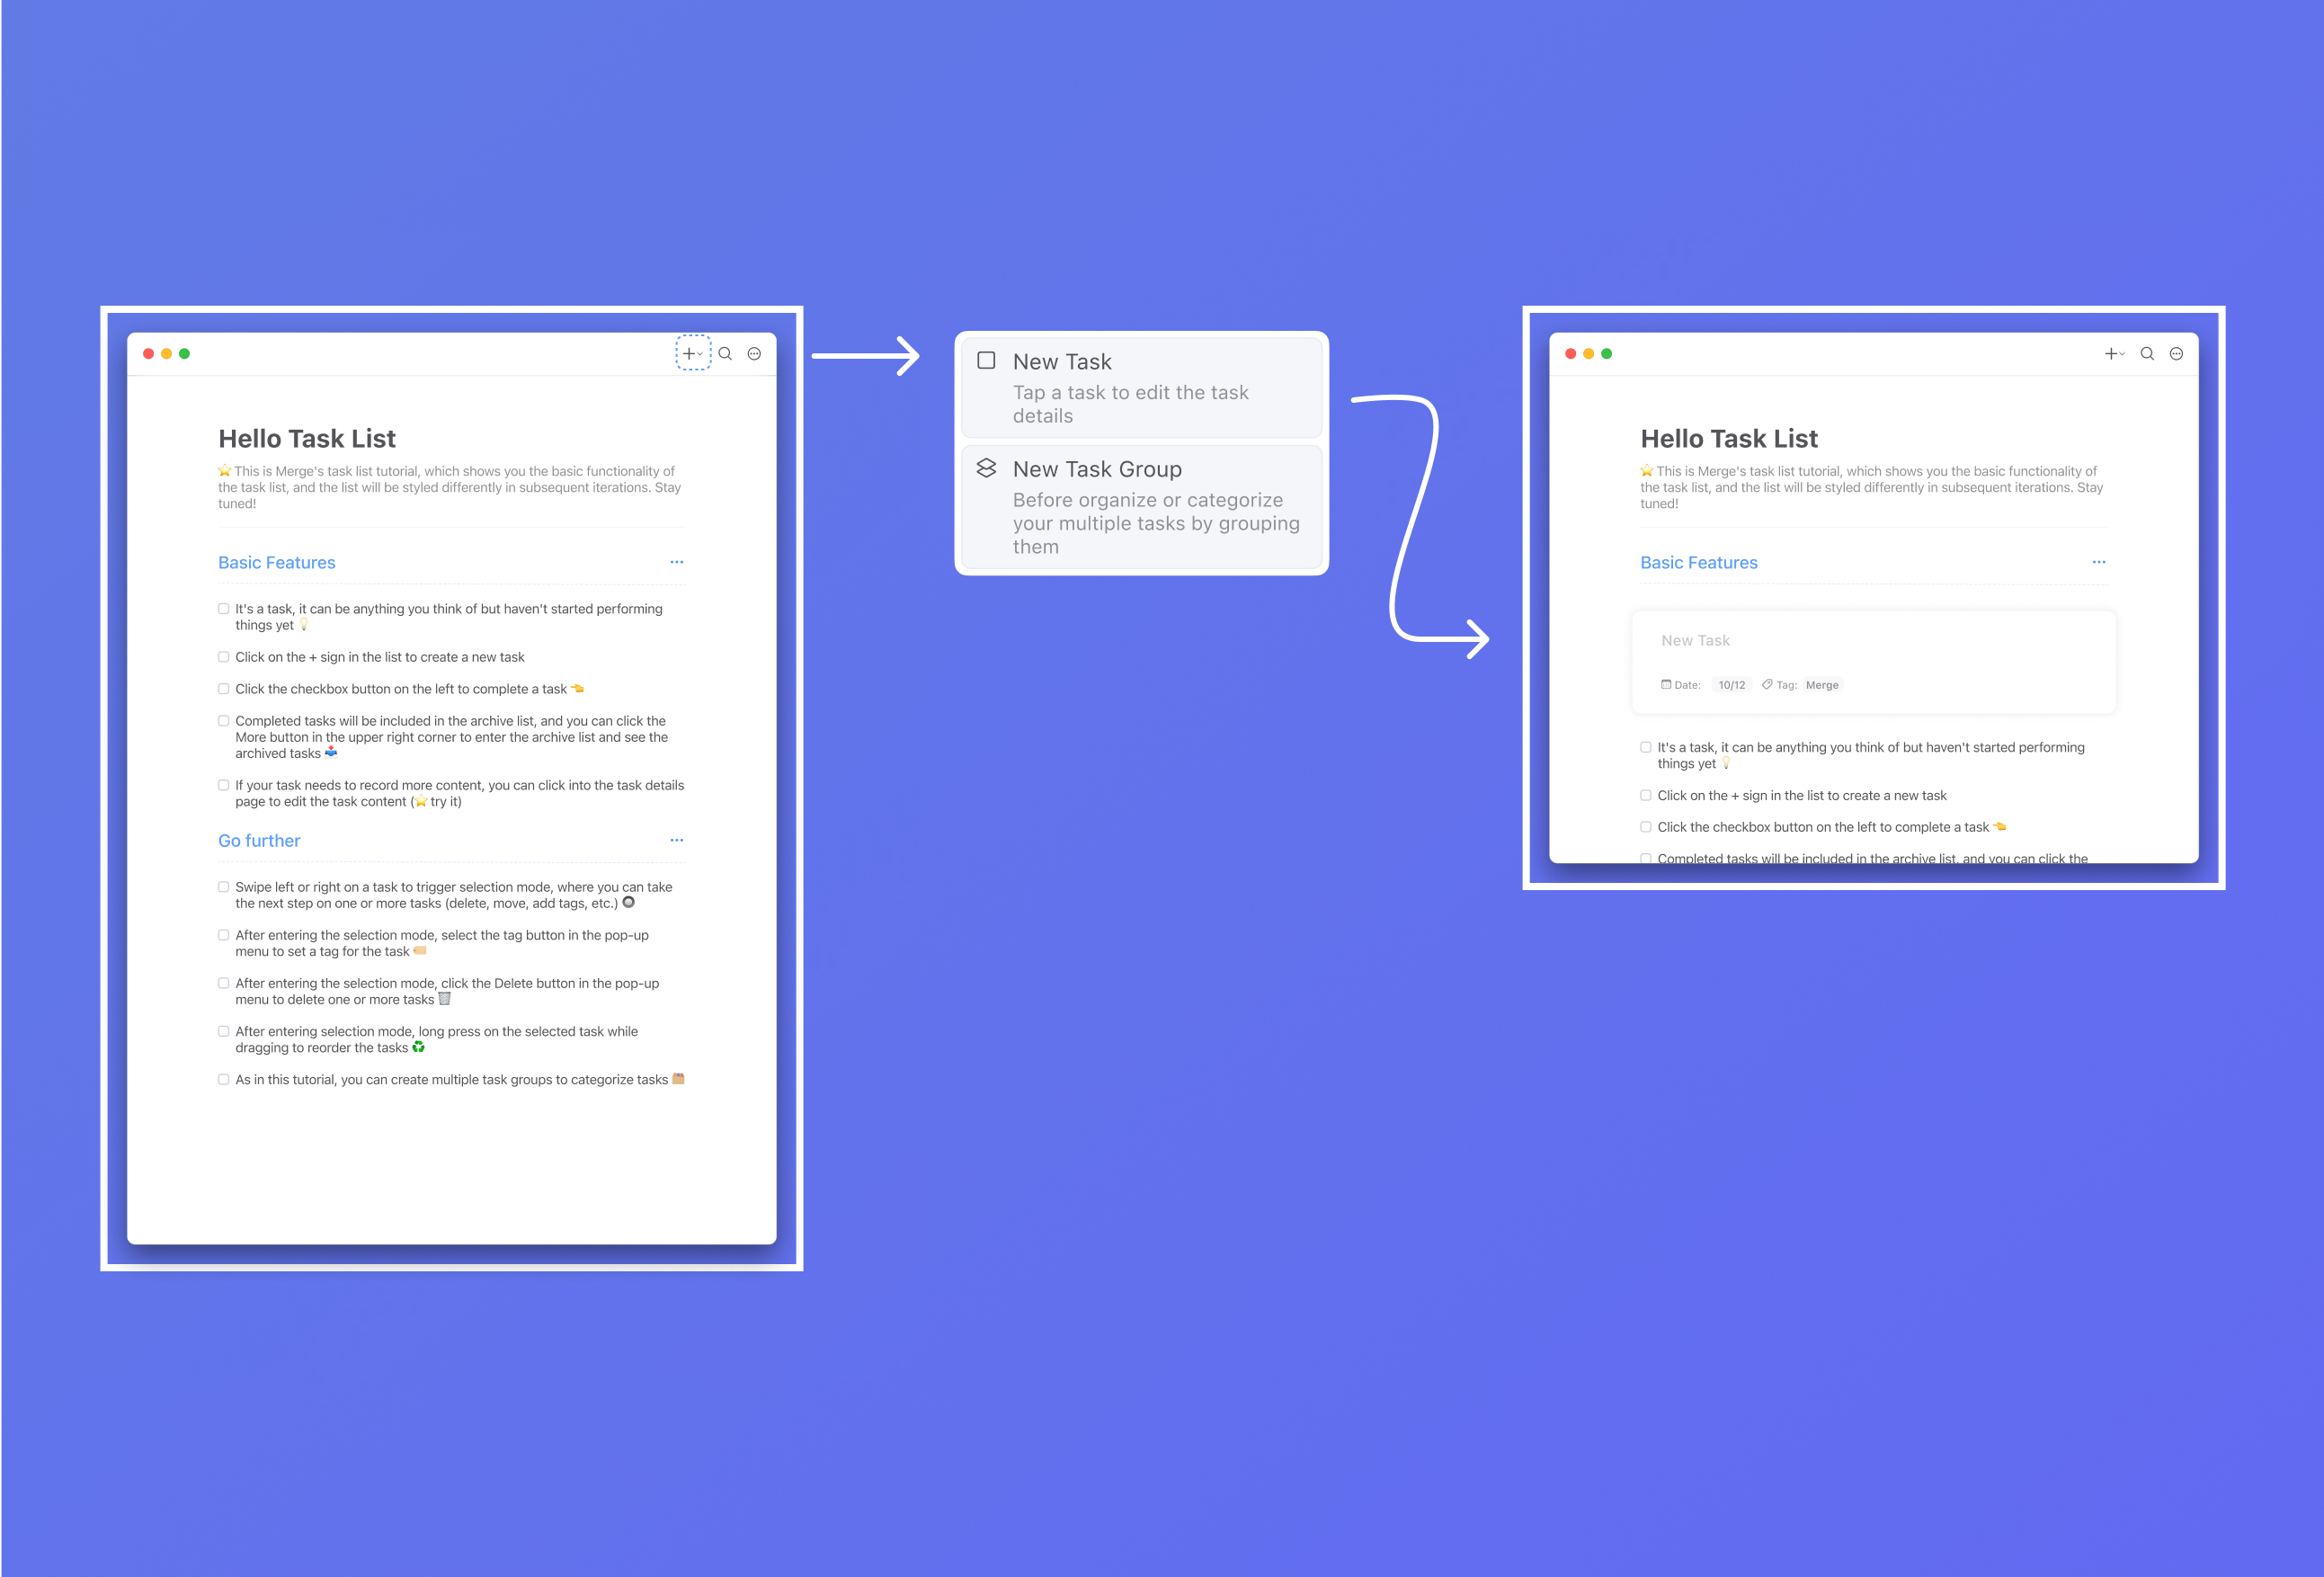 Hello Task List
⭐️ This is Merge's task list tutorial, which shows you the basic functionality of
the task list, and the list will be styled differently in subsequent iterations. Stay
tuned!
Basic Features
It's a task, it can be anything you think of but haven't started performing
things yet 💡
Click on the + sign in the list to create a new task
Click the checkbox button on the left to complete a task 👈
Completed tasks will be included in the archive list, and you can click the
More button in the upper right corner to enter the archive list and see the
archived tasks 📤
If your task needs to record more content, you can click into the task details
page to edit the task content (⭐️ try it)
Go further
Swipe left or right on a task to trigger selection mode, where you can take
the next step on one or more tasks (delete, move, add tags, etc.) 🔘
After entering the selection mode, select the tag button in the pop-up
menu to set a tag for the task 🏷️
After entering the selection mode, click the Delete button in the pop-up
menu to delete one or more tasks 🗑️
After entering selection mode, long press on the selected task while
dragging to reorder the tasks ♻️
As in this tutorial, you can create multiple task groups to categorize tasks 🗂️
New Task
Tap a task to edit the task
details
New Task Group
Before organize or categorize
your multiple tasks by grouping
them
Hello Task List
⭐️ This is Merge's task list tutorial, which shows you the basic functionality of
the task list, and the list will be styled differently in subsequent iterations. Stay
tuned!
Basic Features
New Task
Date: 10/12 Tag: Merge
It's a task, it can be anything you think of but haven't started performing
things yet 💡
Click on the + sign in the list to create a new task
Click the checkbox button on the left to complete a task 👈
Completed tasks will be included in the archive list, and you can click the